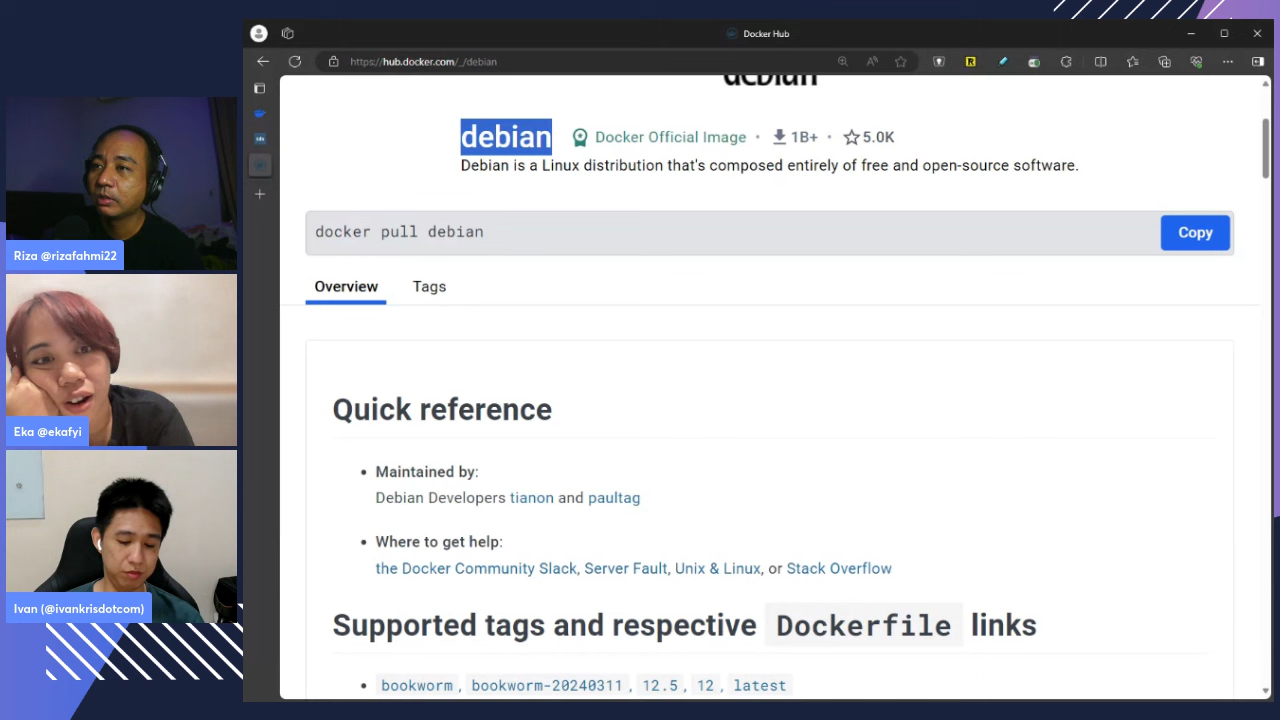 Docker Hub
https://hub.docker.com/_/debian
debian
debian
Docker Official Image • 1B+ • 5.0K
Debian is a Linux distribution that's composed entirely of free and open-source software.
docker pull debian
Copy
Overview
Tags
Quick reference
• Maintained by:
Debian Developers tianon and paultag
• Where to get help:
the Docker Community Slack, Server Fault, Unix & Linux, or Stack Overflow
Supported tags and respective Dockerfile links
• bookworm, bookworm-20240311, 12.5, 12, latest
Riza @rizafahmi22
Eka @ekafyi
Ivan (@ivankrisdotcom)